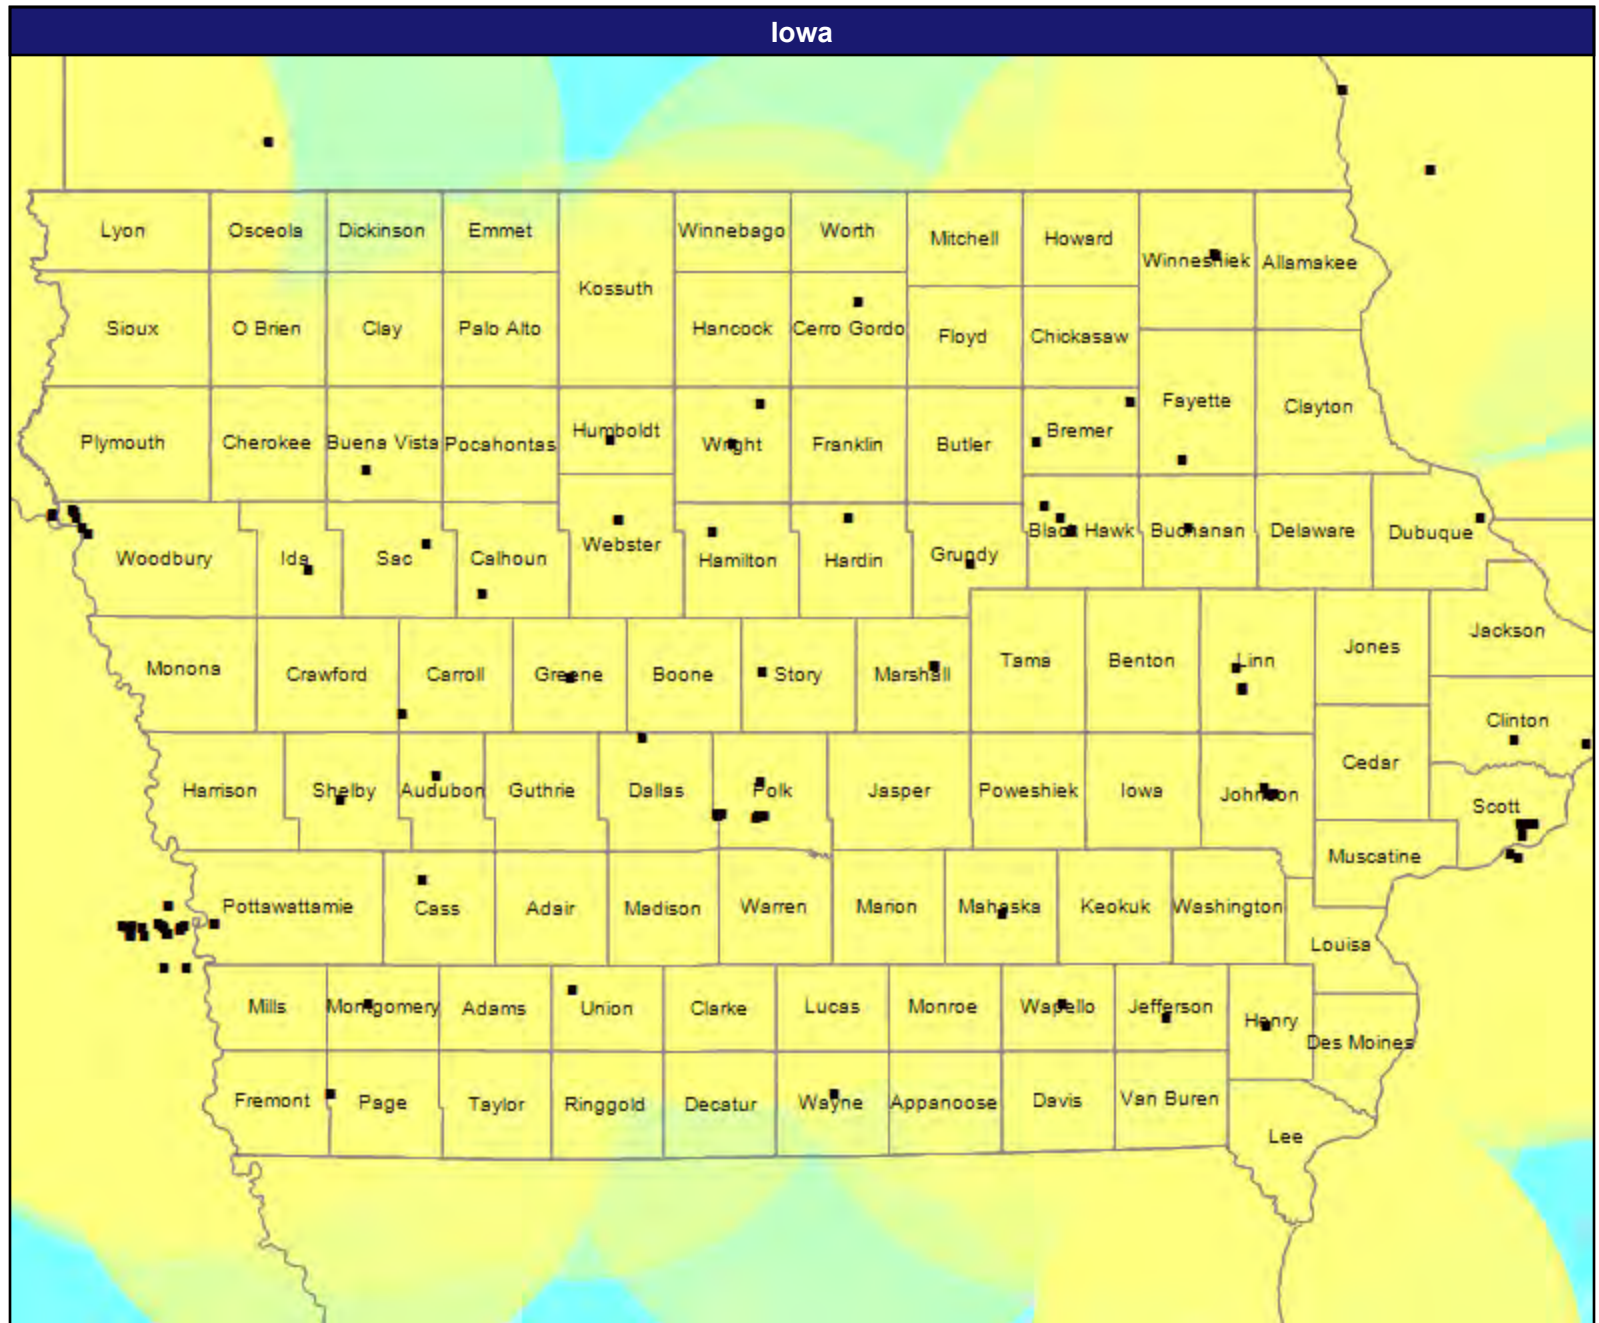 Iowa
Lyon
Osceola
Dickinson
Emmet
Winnebago
Worth
Mitchell
Howard
Winneshiek
Allamakee
Kossuth
Sioux
O Brien
Clay
Palo Alto
Hancock
Cerro Gordo
Floyd
Chickasaw
Fayette
Clayton
Plymouth
Cherokee
Buena Vista
Pocahontas
Humboldt
Wright
Franklin
Butler
Bremer
Woodbury
Ida
Sac
Calhoun
Webster
Hamilton
Hardin
Grundy
Black Hawk
Buchanan
Delaware
Dubuque
Monona
Crawford
Carroll
Greene
Boone
Story
Marshall
Tama
Benton
Linn
Jones
Jackson
Clinton
Harrison
Shelby
Audubon
Guthrie
Dallas
Polk
Jasper
Poweshiek
Iowa
Johnson
Cedar
Scott
Muscatine
Pottawattamie
Cass
Adair
Madison
Warren
Marion
Mahaska
Keokuk
Washington
Louisa
Mills
Montgomery
Adams
Union
Clarke
Lucas
Monroe
Wapello
Jefferson
Henry
Des Moines
Fremont
Page
Taylor
Ringgold
Decatur
Wayne
Appanoose
Davis
Van Buren
Lee